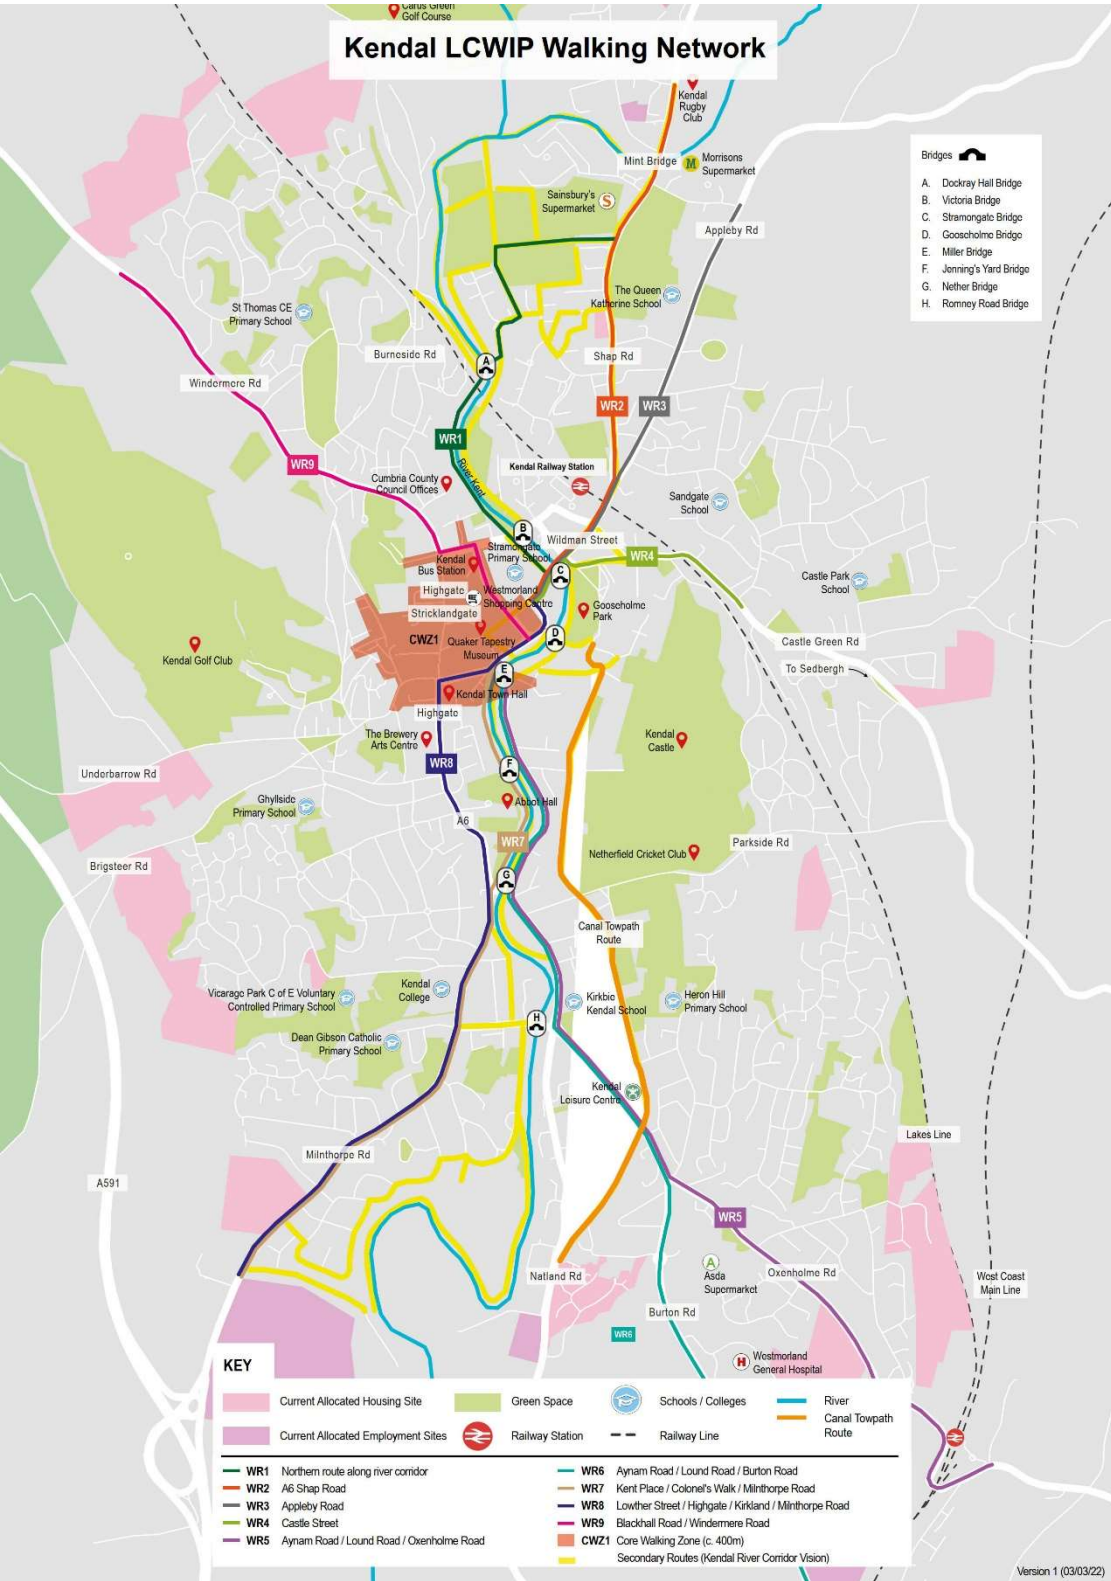 Carus Green
Golf Course
Kendal LCWIP Walking Network
Kendal
Rugby
Club
Mint Bridge
M
Morrisons
Supermarket
Bridges
A. Dockray Hall Bridge
B. Victoria Bridge
C. Stramongate Bridge
D. Gooseholme Bridge
E. Miller Bridge
F. Jenning's Yard Bridge
G. Nether Bridge
H. Romney Road Bridge
Sainsbury's
Supermarket
S
Appleby Rd
The Queen
Katherine School
St Thomas CE
Primary School
Burneside Rd
A
Shap Rd
Windermere Rd
WR2
WR3
WR1
WR9
River Kent
Kendal Railway Station
Cumbria County
Council Offices
Sandgate
School
B
Wildman Street
Stramongate
Primary School
WR4
Kendal
Bus Station
C
Castle Park
School
Highgate
Westmorland
Shopping Centre
Stricklandgate
Gooseholme
Park
CWZ1
Quaker Tapestry
Museum
D
Castle Green Rd
Kendal Golf Club
To Sedbergh
E
Kendal Town Hall
Highgate
The Brewery
Arts Centre
Kendal
Castle
WR8
F
Underbarrow Rd
Ghyllside
Primary School
Abbot Hall
A6
WR7
Parkside Rd
Netherfield Cricket Club
Brigsteer Rd
G
Canal Towpath
Route
Kendal
College
Vicarage Park C of E Voluntary
Controlled Primary School
Kirkbie
Kendal School
Heron Hill
Primary School
H
Dean Gibson Catholic
Primary School
Kendal
Leisure Centre
Lakes Line
Milnthorpe Rd
A591
WR5
Natland Rd
A
Asda
Supermarket
Oxenholme Rd
West Coast
Main Line
Burton Rd
WR6
H
Westmorland
General Hospital
KEY
Current Allocated Housing Site
Green Space
Schools / Colleges
River
Canal Towpath
Route
Current Allocated Employment Sites
Railway Station
Railway Line
WR1 Northern route along river corridor
WR2 A6 Shap Road
WR3 Appleby Road
WR4 Castle Street
WR5 Aynam Road / Lound Road / Oxenholme Road
WR6 Aynam Road / Lound Road / Burton Road
WR7 Kent Place / Colonel's Walk / Milnthorpe Road
WR8 Lowther Street / Highgate / Kirkland / Milnthorpe Road
WR9 Blackhall Road / Windermere Road
CWZ1 Core Walking Zone (c. 400m)
Secondary Routes (Kendal River Corridor Vision)
Version 1 (03/03/22)